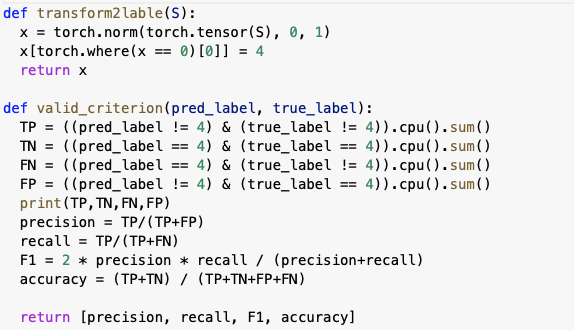 def transform2lable(S):
  x = torch.norm(torch.tensor(S), 0, 1)
  x[torch.where(x == 0)[0]] = 4
  return x

def valid_criterion(pred_label, true_label):
  TP = ((pred_label != 4) & (true_label != 4)).cpu().sum()
  TN = ((pred_label == 4) & (true_label == 4)).cpu().sum()
  FN = ((pred_label == 4) & (true_label != 4)).cpu().sum()
  FP = ((pred_label != 4) & (true_label == 4)).cpu().sum()
  print(TP,TN,FN,FP)
  precision = TP/(TP+FP)
  recall = TP/(TP+FN)
  F1 = 2 * precision * recall / (precision+recall)
  accuracy = (TP+TN) / (TP+TN+FP+FN)

  return [precision, recall, F1, accuracy]